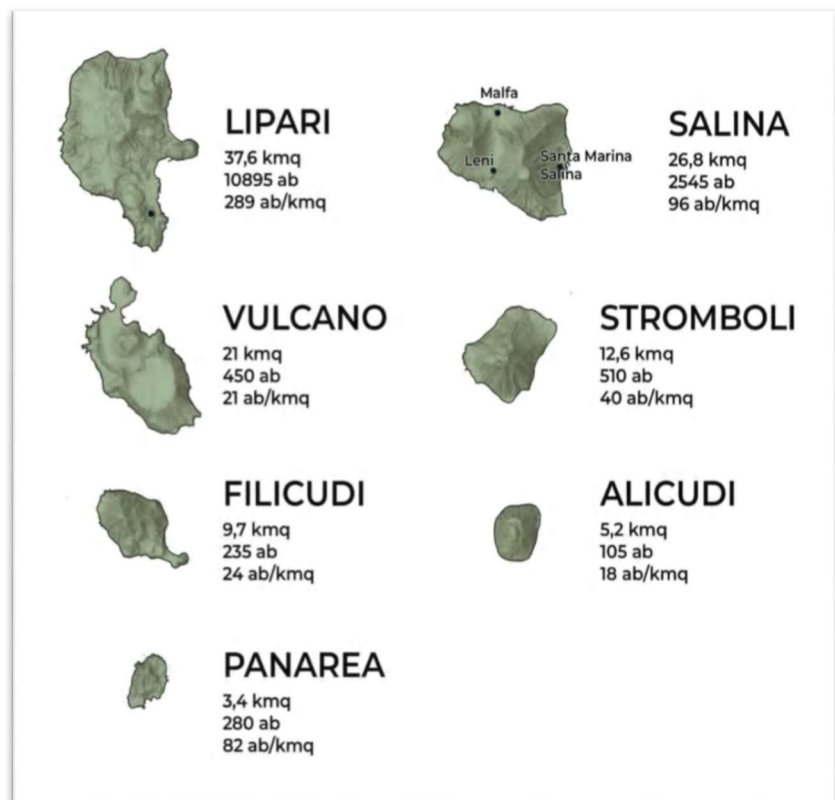 LIPARI
37,6 kmq
10895 ab
289 ab/kmq
Malfa
Leni
Santa Marina
Salina
SALINA
26,8 kmq
2545 ab
96 ab/kmq
VULCANO
21 kmq
450 ab
21 ab/kmq
STROMBOLI
12,6 kmq
510 ab
40 ab/kmq
FILICUDI
9,7 kmq
235 ab
24 ab/kmq
ALICUDI
5,2 kmq
105 ab
18 ab/kmq
PANAREA
3,4 kmq
280 ab
82 ab/kmq